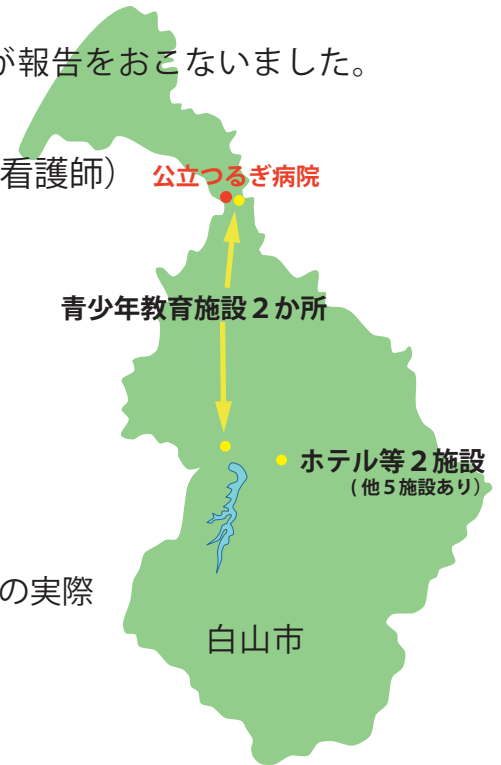 が報告をおこないました。
看護師）
公立つるぎ病院
青少年教育施設２か所
ホテル等２施設
（他５施設あり）
の実際
白山市